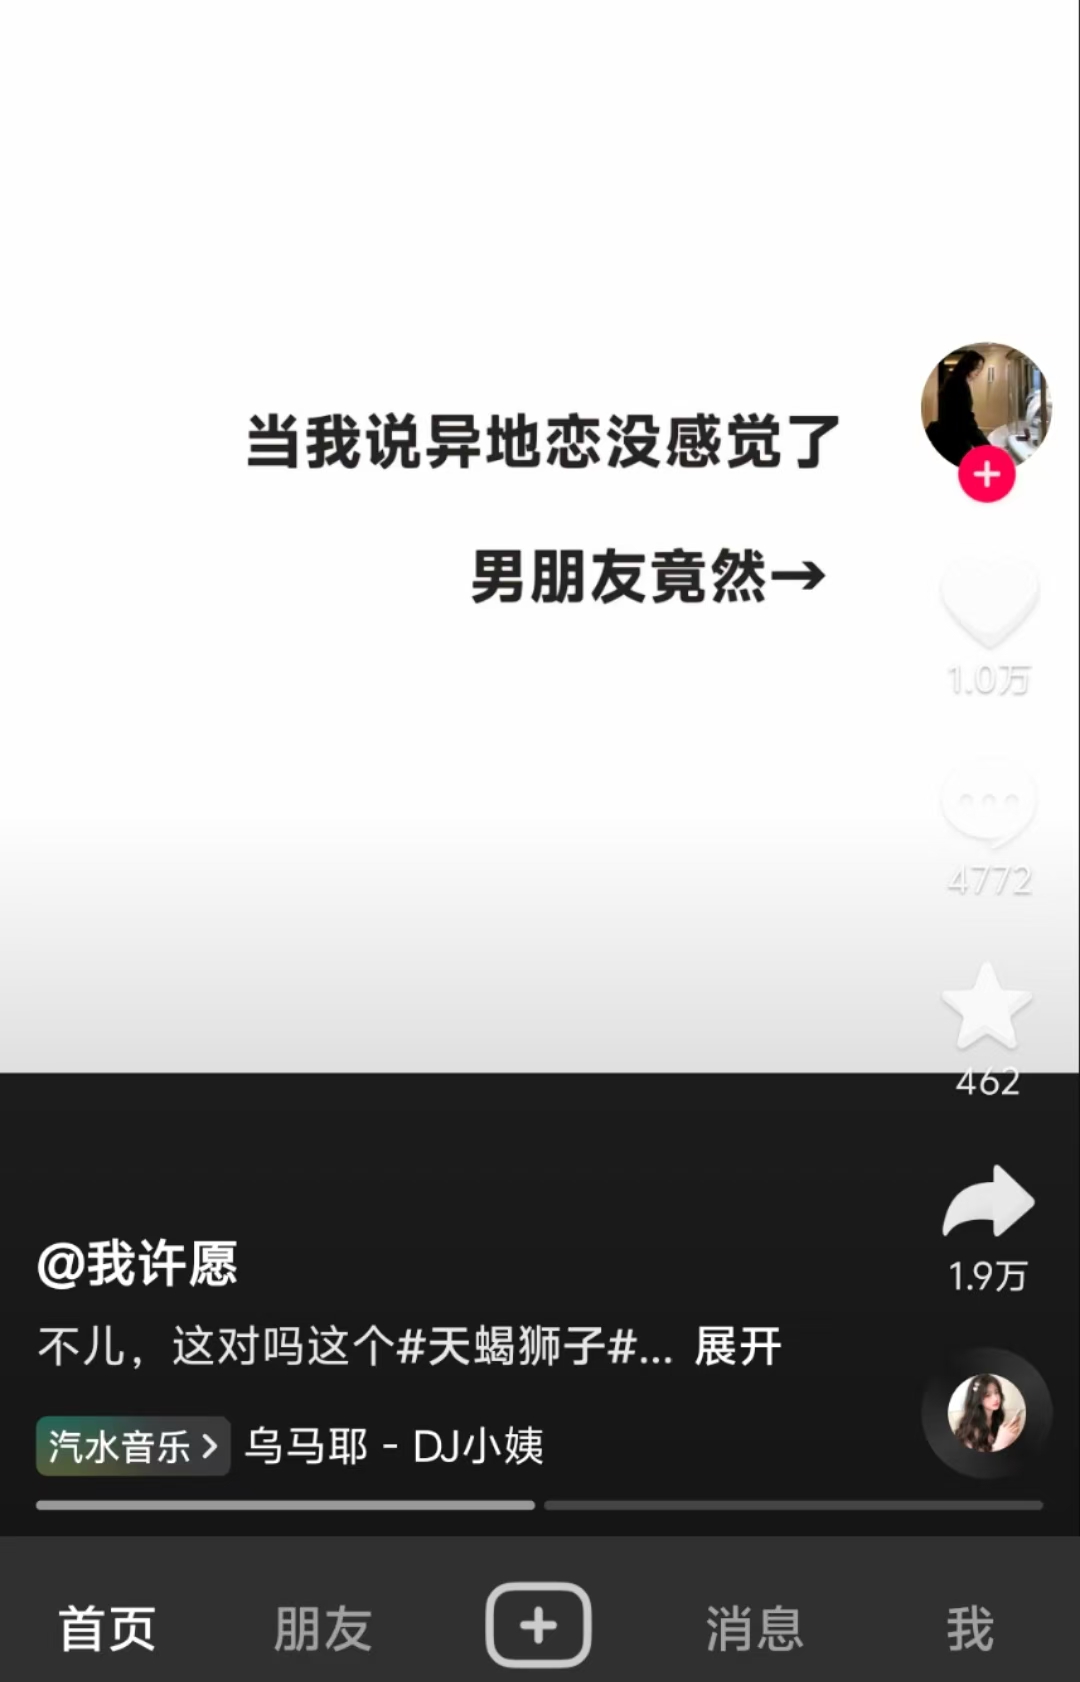 当我说异地恋没感觉了
男朋友竟然→
1.0万
4772
462
1.9万
@我许愿
不儿，这对吗这个#天蝎狮子#... 展开
汽水音乐 > 乌马耶 - DJ小姨
首页 朋友 消息 我